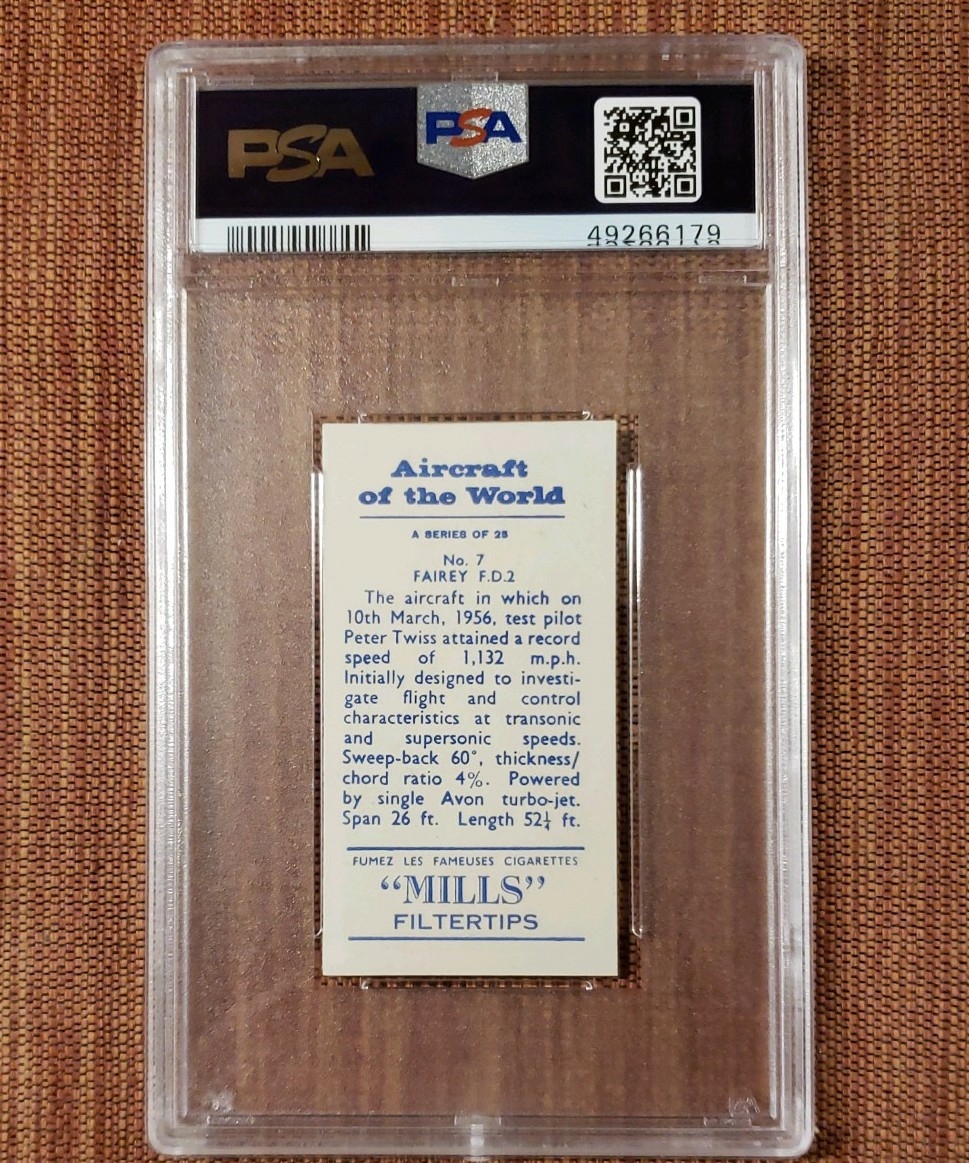 PSA
PSA
49266179
Aircraft
of the World
A SERIES OF 25
No. 7
FAIREY F.D.2
The aircraft in which on
10th March, 1956, test pilot
Peter Twiss attained a record
speed of 1,132 m.p.h.
Initially designed to investi-
gate flight and control
characteristics at transonic
and supersonic speeds.
Sweep-back 60°, thickness/
chord ratio 4%. Powered
by single Avon turbo-jet.
Span 26 ft. Length 52¼ ft.
FUMEZ LES FAMEUSES CIGARETTES
“MILLS”
FILTERTIPS